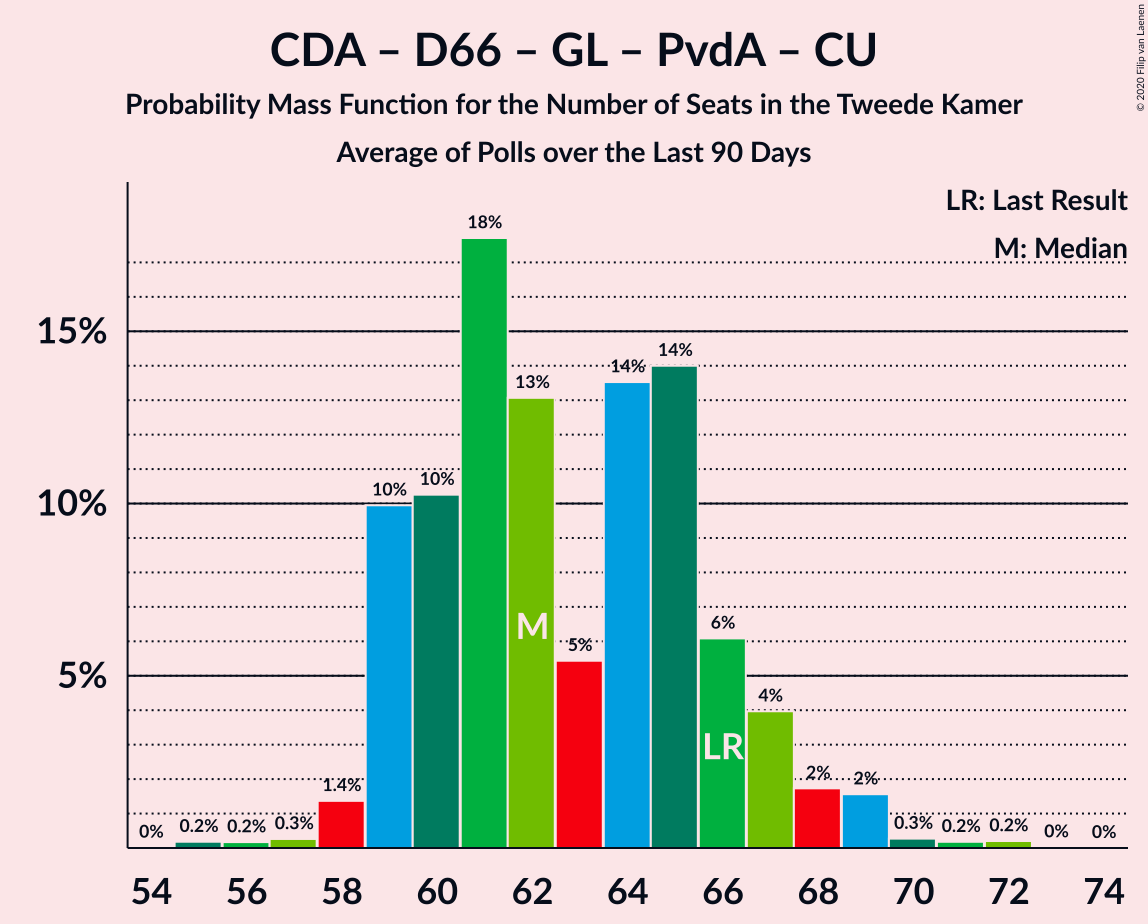 CDA – D66 – GL – PvdA – CU
Probability Mass Function for the Number of Seats in the Tweede Kamer
Average of Polls over the Last 90 Days
© 2020 Filip van Laenen
LR: Last Result
M: Median
15%
10%
5%
0%
0.2%
0.2%
0.3%
1.4%
10%
10%
18%
13%
5%
14%
14%
6%
4%
2%
2%
0.3%
0.2%
0.2%
0%
0%
M
LR
54 56 58 60 62 64 66 68 70 72 74